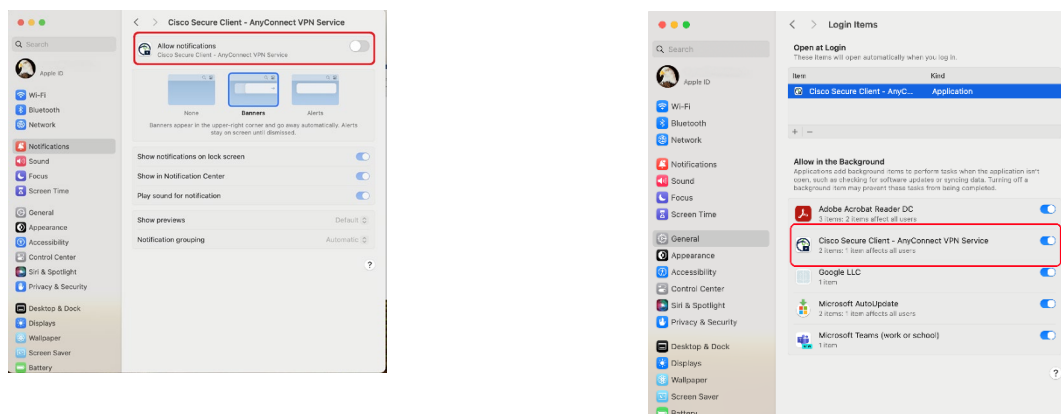 Cisco Secure Client - AnyConnect VPN Service
Search
Apple ID
Wi-Fi
Bluetooth
Network
Notifications
Sound
Focus
Screen Time
General
Appearance
Accessibility
Control Center
Siri & Spotlight
Privacy & Security
Desktop & Dock
Displays
Wallpaper
Screen Saver
Battery
Allow notifications
Cisco Secure Client - AnyConnect VPN Service
None
Banners
Alerts
Banners appear in the upper-right corner and go away automatically. Alerts
stay on screen until dismissed.
Show notifications on lock screen
Show in Notification Center
Play sound for notification
Show previews
Default
Notification grouping
Automatic
?
Login Items
Search
Apple ID
Wi-Fi
Bluetooth
Network
Notifications
Sound
Focus
Screen Time
General
Appearance
Accessibility
Control Center
Siri & Spotlight
Privacy & Security
Desktop & Dock
Displays
Wallpaper
Screen Saver
Battery
Open at Login
These items will open automatically when you log in.
Item
Kind
Cisco Secure Client - AnyC...
Application
+ −
Allow in the Background
Applications add background items to perform tasks when the application isn't
open, such as checking for software updates or syncing data. Turning off a
background item may prevent these tasks from being completed.
Adobe Acrobat Reader DC
3 items: 2 items affect all users
Cisco Secure Client - AnyConnect VPN Service
2 items: 1 item affects all users
Google LLC
1 item
Microsoft AutoUpdate
2 items: 1 item affects all users
Microsoft Teams (work or school)
1 item
?